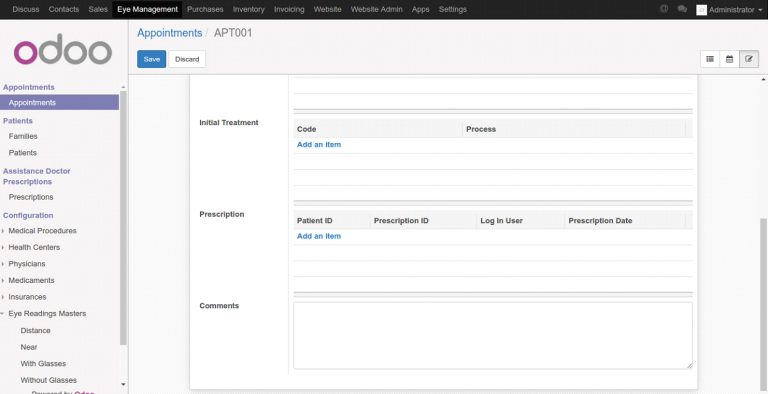 Discuss Contacts Sales Eye Management Purchases Inventory Invoicing Website Website Admin Apps Settings @ Administrator
odoo
Appointments / APT001
Save Discard
Appointments
Appointments
Patients
Families
Patients
Assistance Doctor
Prescriptions
Prescriptions
Configuration
Medical Procedures
Health Centers
Physicians
Medicaments
Insurances
Eye Readings Masters
Distance
Near
With Glasses
Without Glasses
Powered by Odoo
Initial Treatment
Code Process
Add an item
Prescription
Patient ID Prescription ID Log In User Prescription Date
Add an item
Comments